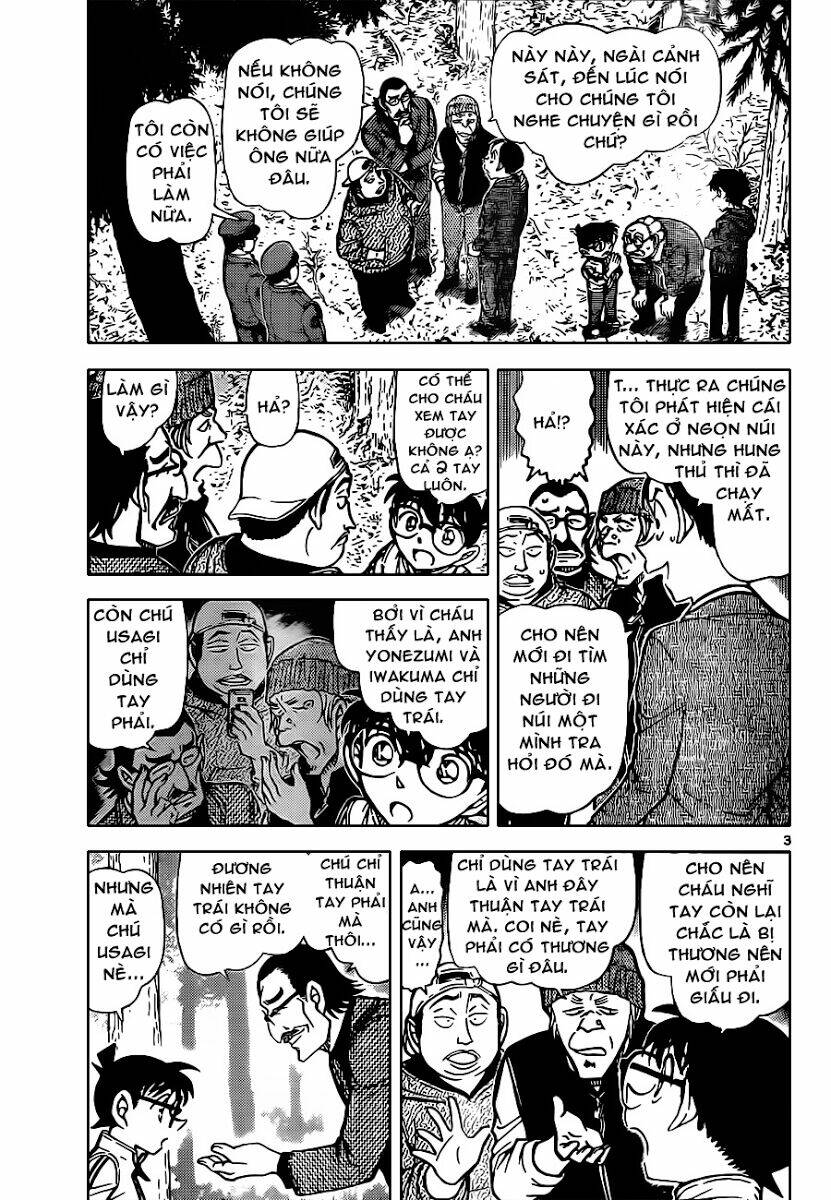 NÀY NÀY, NGÀI CẢNH
SÁT, ĐẾN LÚC NÓI
CHO CHÚNG TÔI
NGHE CHUYỆN GÌ RỒI
CHỨ?
NẾU KHÔNG
NÓI, CHÚNG
TÔI SẼ
KHÔNG GIÚP
ÔNG NỮA
ĐÂU.
TÔI CÒN
CÓ VIỆC
PHẢI
LÀM
NỮA.
T... THỰC RA CHÚNG
TÔI PHÁT HIỆN CÁI
XÁC Ở NGỌN NÚI
NÀY, NHƯNG HUNG
THỦ THÌ ĐÃ
CHẠY
MẤT.
HẢ!?
CHO NÊN
MỚI ĐI TÌM
NHỮNG
NGƯỜI ĐI
NÚI MỘT
MÌNH TRA
HỎI ĐÓ MÀ.
CÓ THỂ
CHO CHÁU
XEM TAY
ĐƯỢC
KHÔNG Ạ?
CẢ 2 TAY
LUÔN.
HẢ?
LÀM GÌ
VẬY?
BỞI VÌ CHÁU
THẤY LÀ, ANH
YONEZUMI VÀ
IWAKUMA CHỈ
DÙNG TAY
TRÁI.
CÒN CHÚ
USAGI
CHỈ
DÙNG
TAY
PHẢI.
3
CHO NÊN
CHÁU NGHĨ
TAY CÒN LẠI
CHẮC LÀ BỊ
THƯƠNG NÊN
MỚI PHẢI
GIẤU ĐI.
CHỈ DÙNG TAY TRÁI
LÀ VÌ ANH ĐÂY
THUẬN TAY TRÁI
MÀ. COI NÈ, TAY
PHẢI CÓ THƯƠNG
GÌ ĐÂU.
A...
ANH
CŨNG
VẬY
...
CHÚ CHỈ
THUẬN
TAY PHẢI
MÀ
THÔI...
ĐƯƠNG
NHIÊN TAY
TRÁI KHÔNG
CÓ GÌ RỒI.
NHƯNG
MÀ
CHÚ
USAGI
NÈ...